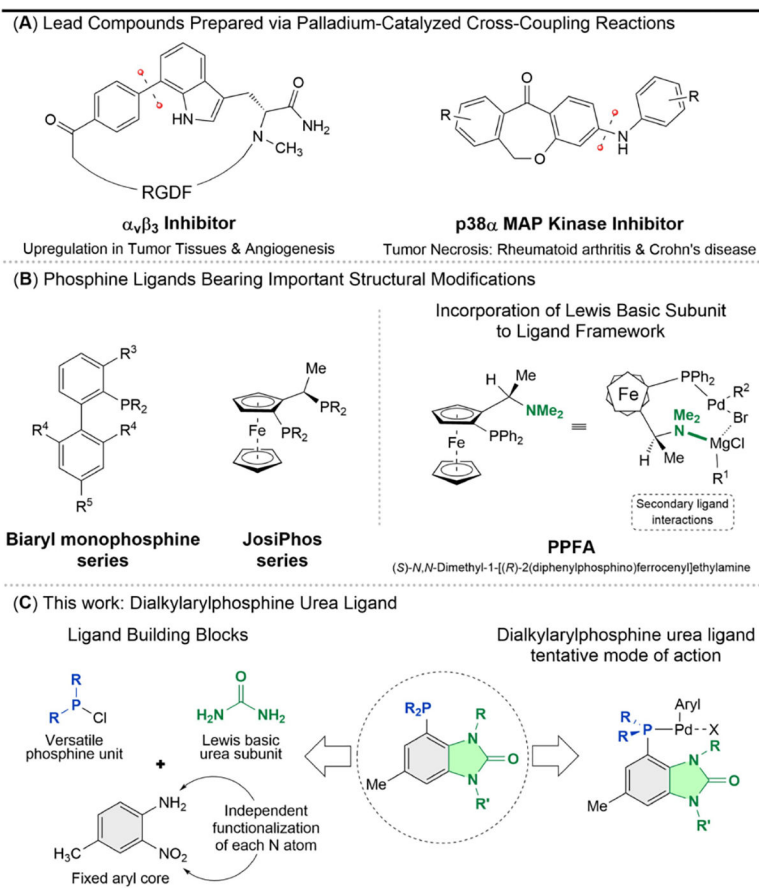 (A) Lead Compounds Prepared via Palladium-Catalyzed Cross-Coupling Reactions
O
HN
N
CH3
O
NH2
RGDF
αvβ3 Inhibitor
Upregulation in Tumor Tissues & Angiogenesis
R
O
O
N
H
R
p38α MAP Kinase Inhibitor
Tumor Necrosis: Rheumatoid arthritis & Crohn's disease
(B) Phosphine Ligands Bearing Important Structural Modifications
R3
PR2
R4
R4
R5
Biaryl monophosphine
series
Me
PR2
Fe
PR2
JosiPhos
series
Incorporation of Lewis Basic Subunit
to Ligand Framework
H
Me
NMe2
Fe
PPh2
≡
Fe
PPh2
R2
Pd
Br
Me2
N
MgCl
H
Me
R1
Secondary ligand
interactions
PPFA
(S)-N,N-Dimethyl-1-[(R)-2(diphenylphosphino)ferrocenyl]ethylamine
(C) This work: Dialkylarylphosphine Urea Ligand
Ligand Building Blocks
R
P
R
Cl
Versatile
phosphine unit
O
H2N
NH2
Lewis basic
urea subunit
+
NH2
NO2
H3C
Independent
functionalization
of each N atom
Fixed aryl core
R2P
R
N
O
N
R'
Me
Dialkylarylphosphine urea ligand
tentative mode of action
Aryl
R
P
R
Pd
X
R
N
O
N
R'
Me